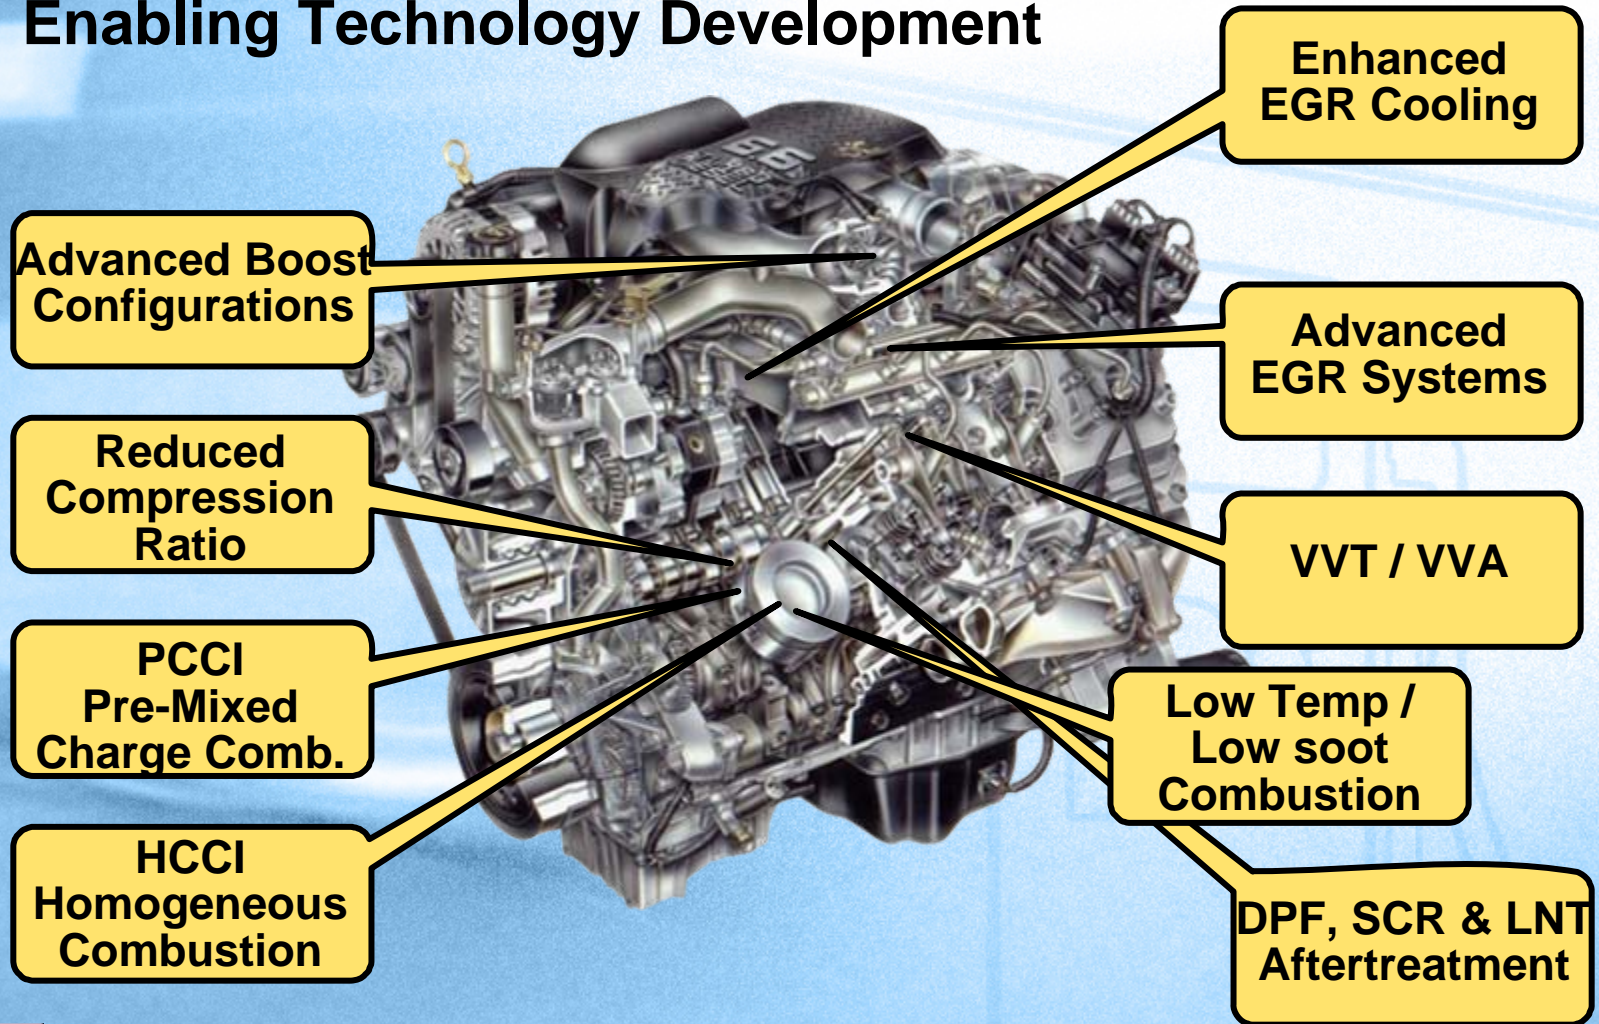 Enabling Technology Development
Enhanced
EGR Cooling
Advanced Boost
Configurations
Advanced
EGR Systems
Reduced
Compression
Ratio
VVT / VVA
PCCI
Pre-Mixed
Charge Comb.
Low Temp /
Low soot
Combustion
HCCI
Homogeneous
Combustion
DPF, SCR & LNT
Aftertreatment